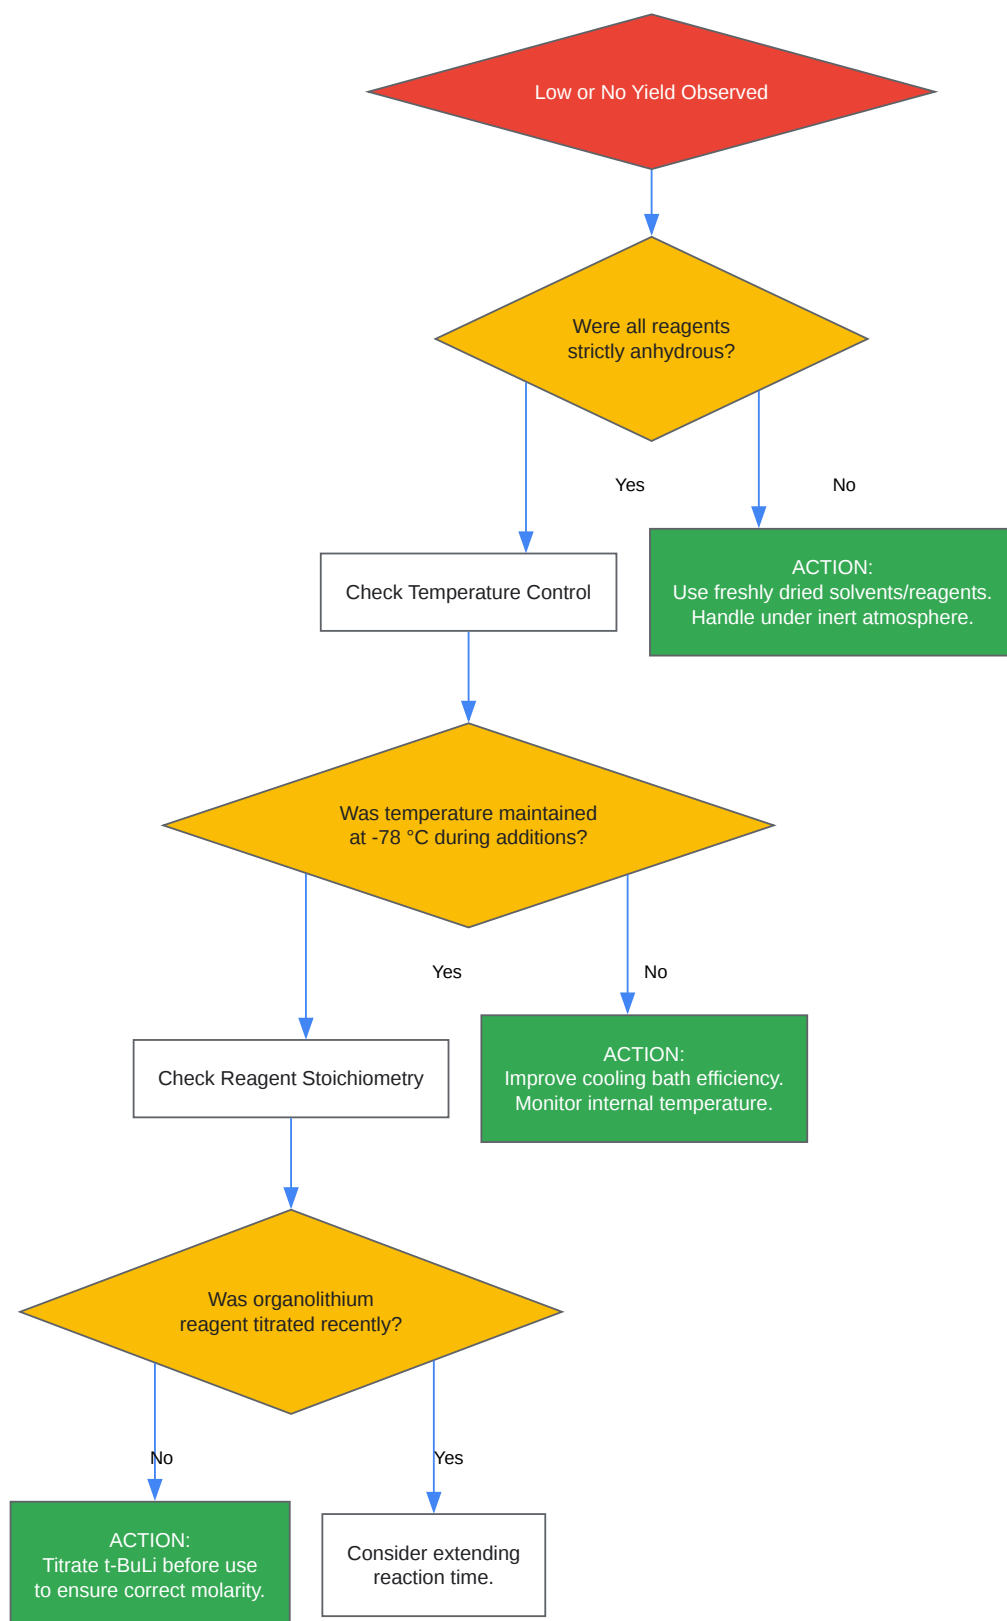 Low or No Yield Observed
Were all reagents
strictly anhydrous?
Yes
No
Check Temperature Control
ACTION:
Use freshly dried solvents/reagents.
Handle under inert atmosphere.
Was temperature maintained
at -78 °C during additions?
Yes
No
Check Reagent Stoichiometry
ACTION:
Improve cooling bath efficiency.
Monitor internal temperature.
Was organolithium
reagent titrated recently?
No
Yes
ACTION:
Titrate t-BuLi before use
to ensure correct molarity.
Consider extending
reaction time.